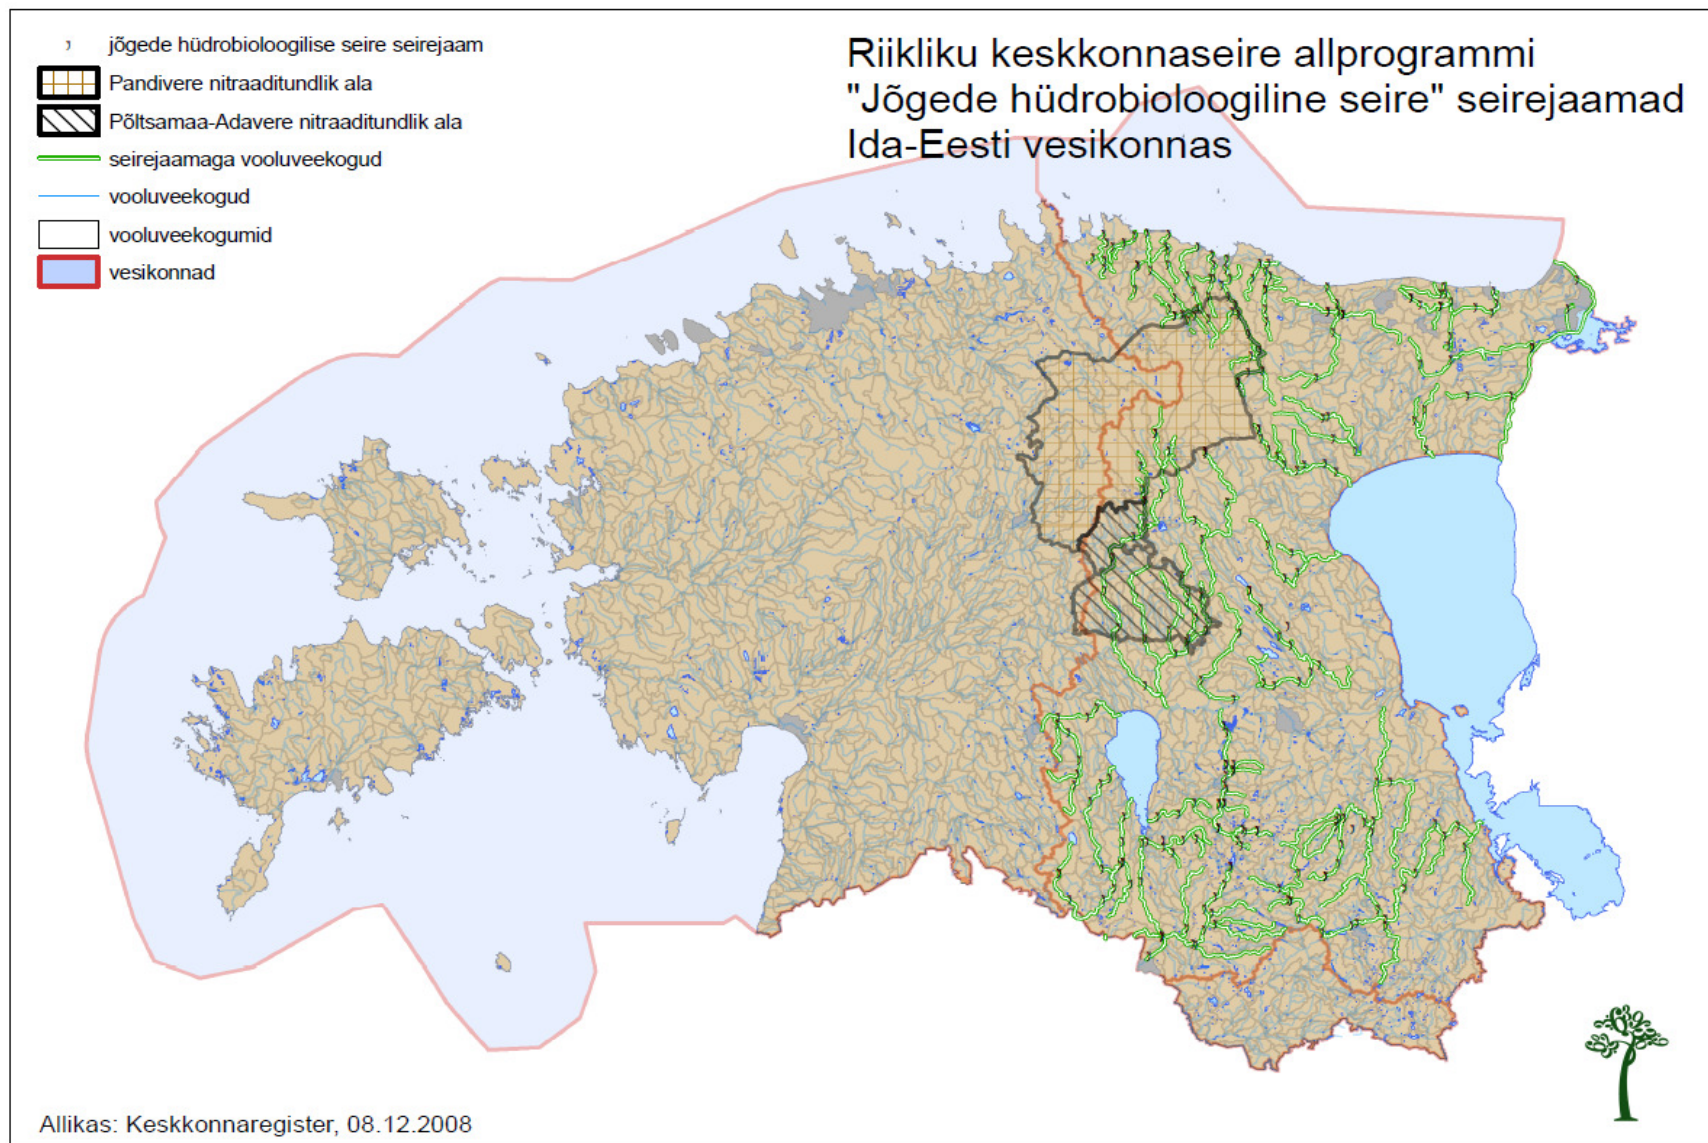 jõgede hüdrobioloogilise seire seirejaam
Pandivere nitraaditundlik ala
Põltsamaa-Adavere nitraaditundlik ala
seirejaamaga vooluveekogud
vooluveekogud
vooluveekogumid
vesikonnad
Riikliku keskkonnaseire allprogrammi
"Jõgede hüdrobioloogiline seire" seirejaamad
Ida-Eesti vesikonnas
Allikas: Keskkonnaregister, 08.12.2008